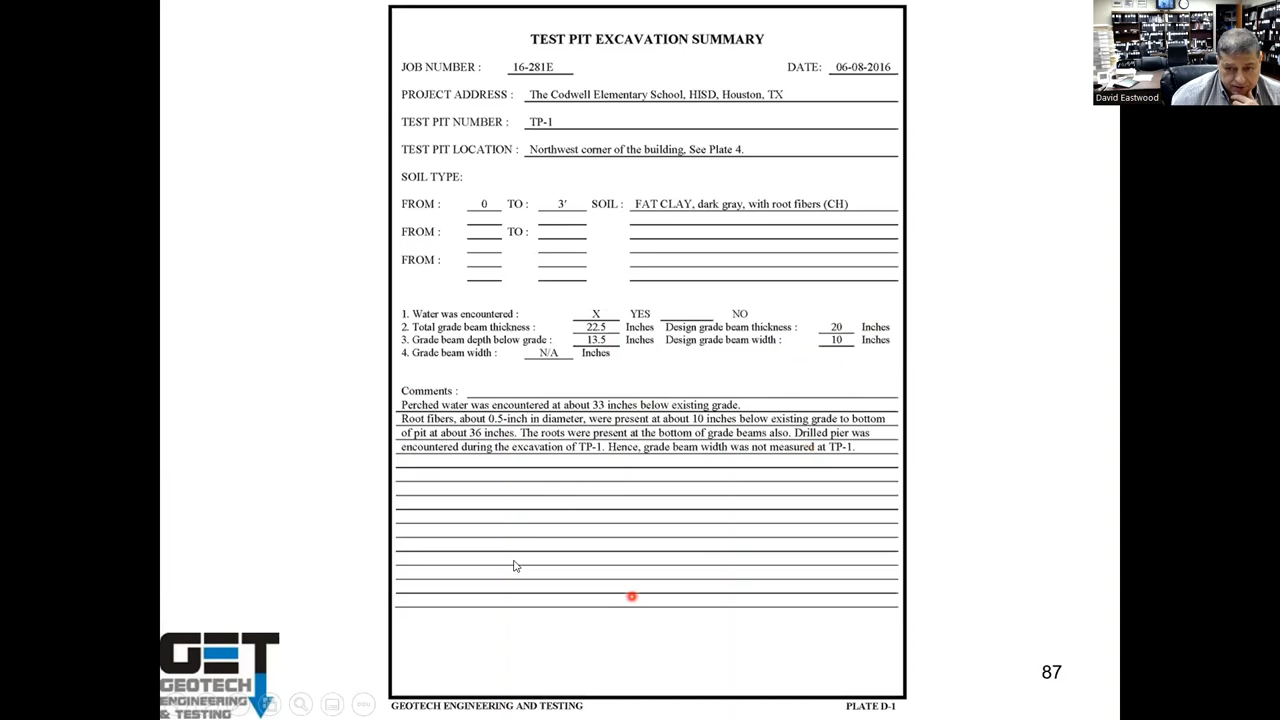 TEST PIT EXCAVATION SUMMARY
JOB NUMBER : 16-281E DATE: 06-08-2016
PROJECT ADDRESS : The Codwell Elementary School, HISD, Houston, TX
TEST PIT NUMBER : TP-1
TEST PIT LOCATION : Northwest corner of the building, See Plate 4.
SOIL TYPE:
FROM : 0 TO : 3' SOIL : FAT CLAY, dark gray, with root fibers (CH)
FROM : TO :
FROM :
1. Water was encountered : X YES NO
2. Total grade beam thickness : 22.5 Inches Design grade beam thickness : 20 Inches
3. Grade beam depth below grade : 13.5 Inches Design grade beam width : 10 Inches
4. Grade beam width : N/A Inches
Comments :
Perched water was encountered at about 33 inches below existing grade.
Root fibers, about 0.5-inch in diameter, were present at about 10 inches below existing grade to bottom
of pit at about 36 inches. The roots were present at the bottom of grade beams also. Drilled pier was
encountered during the excavation of TP-1. Hence, grade beam width was not measured at TP-1.
GEOTECH ENGINEERING AND TESTING PLATE D-1
87
GET
GEOTECH
ENGINEERING
& TESTING
David Eastwood